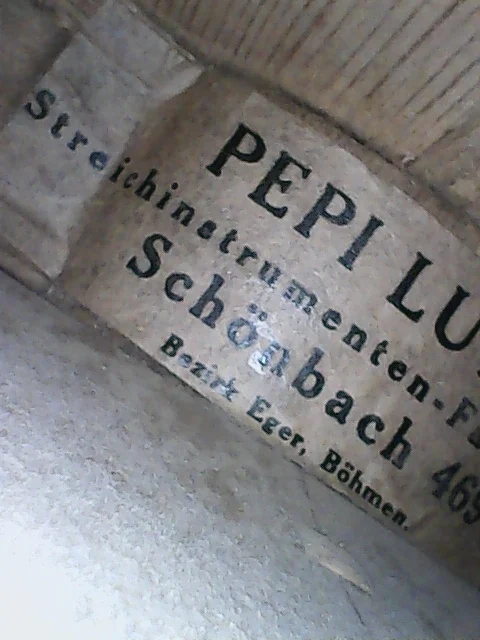 PEPI LU
Streichinstrumenten-F
Schönbach 469
Bezirk Eger, Böhmen.